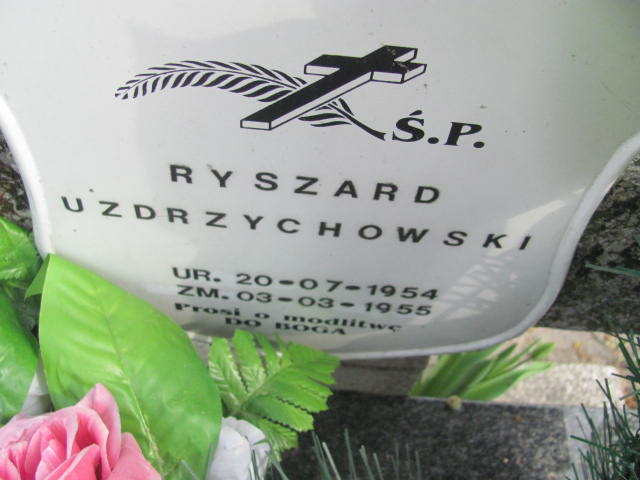 Ś.P.
RYSZARD
UZDRZYCHOWSKI
UR. 20-07-1954
ZM. 03-03-1955
Prosi o modlitwę
DO BOGA